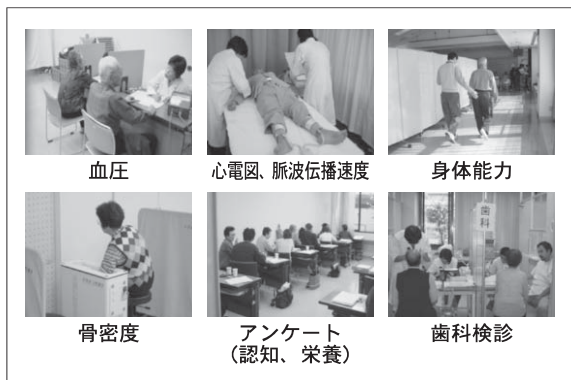 血圧
心電図、脈波伝播速度
身体能力
歯科
骨密度
アンケート
（認知、栄養）
歯科検診